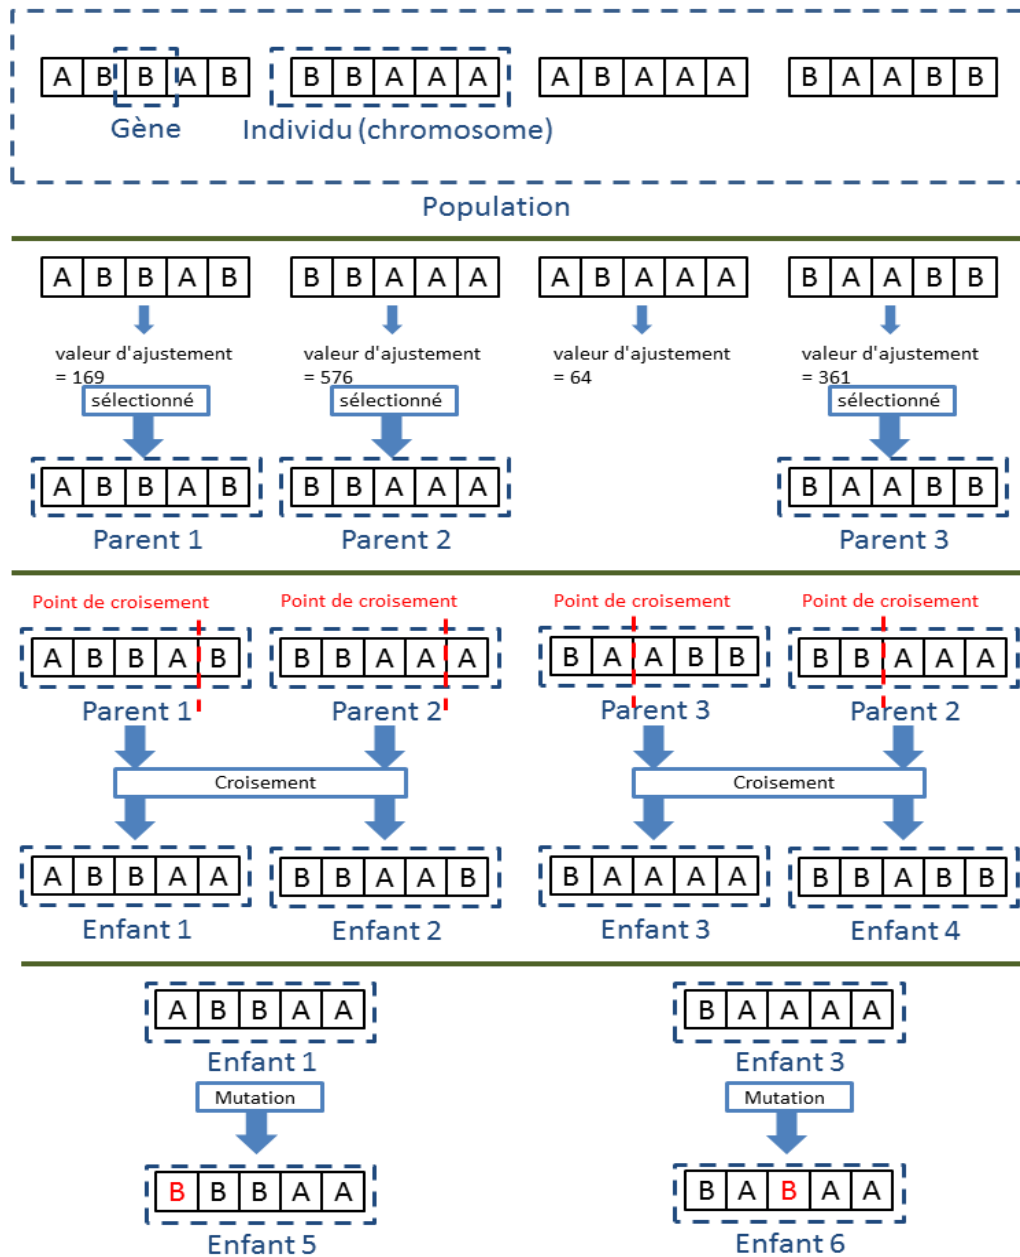 A B B A B B B A A A A B A A A B A A B B
Gène Individu (chromosome)
Population
A B B A B B B A A A A B A A A B A A B B
valeur d'ajustement valeur d'ajustement valeur d'ajustement valeur d'ajustement
= 169 = 576 = 64 = 361
sélectionné sélectionné sélectionné
A B B A B B B A A A B A A B B
Parent 1 Parent 2 Parent 3
Point de croisement Point de croisement Point de croisement Point de croisement
A B B A B B B A A A B A A B B B B A A A
Parent 1 Parent 2 Parent 3 Parent 2
Croisement Croisement
A B B A A B B A A B B A A A A B B A B B
Enfant 1 Enfant 2 Enfant 3 Enfant 4
A B B A A B A A A A
Enfant 1 Enfant 3
Mutation Mutation
B B B A A B A B A A
Enfant 5 Enfant 6